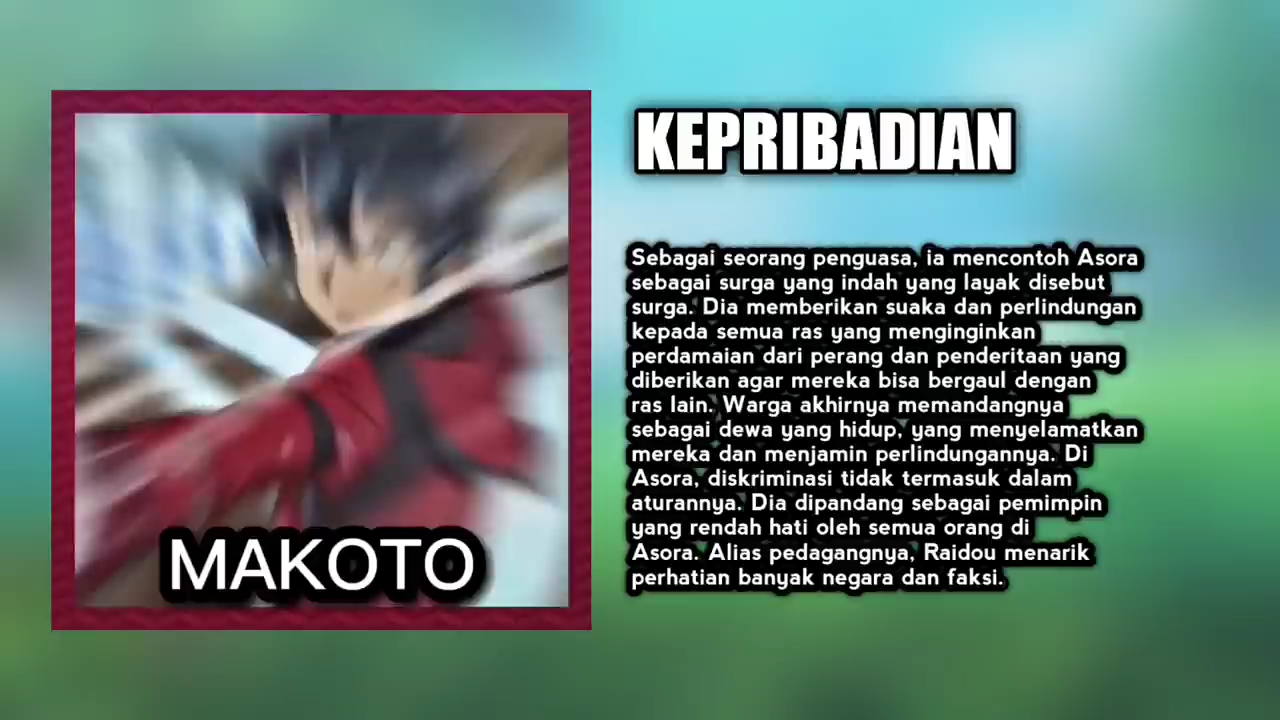 KEPRIBADIAN
Sebagai seorang penguasa, ia mencontoh Asora
sebagai surga yang indah yang layak disebut
surga. Dia memberikan suaka dan perlindungan
kepada semua ras yang menginginkan
perdamaian dari perang dan penderitaan yang
diberikan agar mereka bisa bergaul dengan
ras lain. Warga akhirnya memandangnya
sebagai dewa yang hidup, yang menyelamatkan
mereka dan menjamin perlindungannya. Di
Asora, diskriminasi tidak termasuk dalam
aturannya. Dia dipandang sebagai pemimpin
yang rendah hati oleh semua orang di
Asora. Alias pedagangnya, Raidou menarik
perhatian banyak negara dan faksi.
MAKOTO